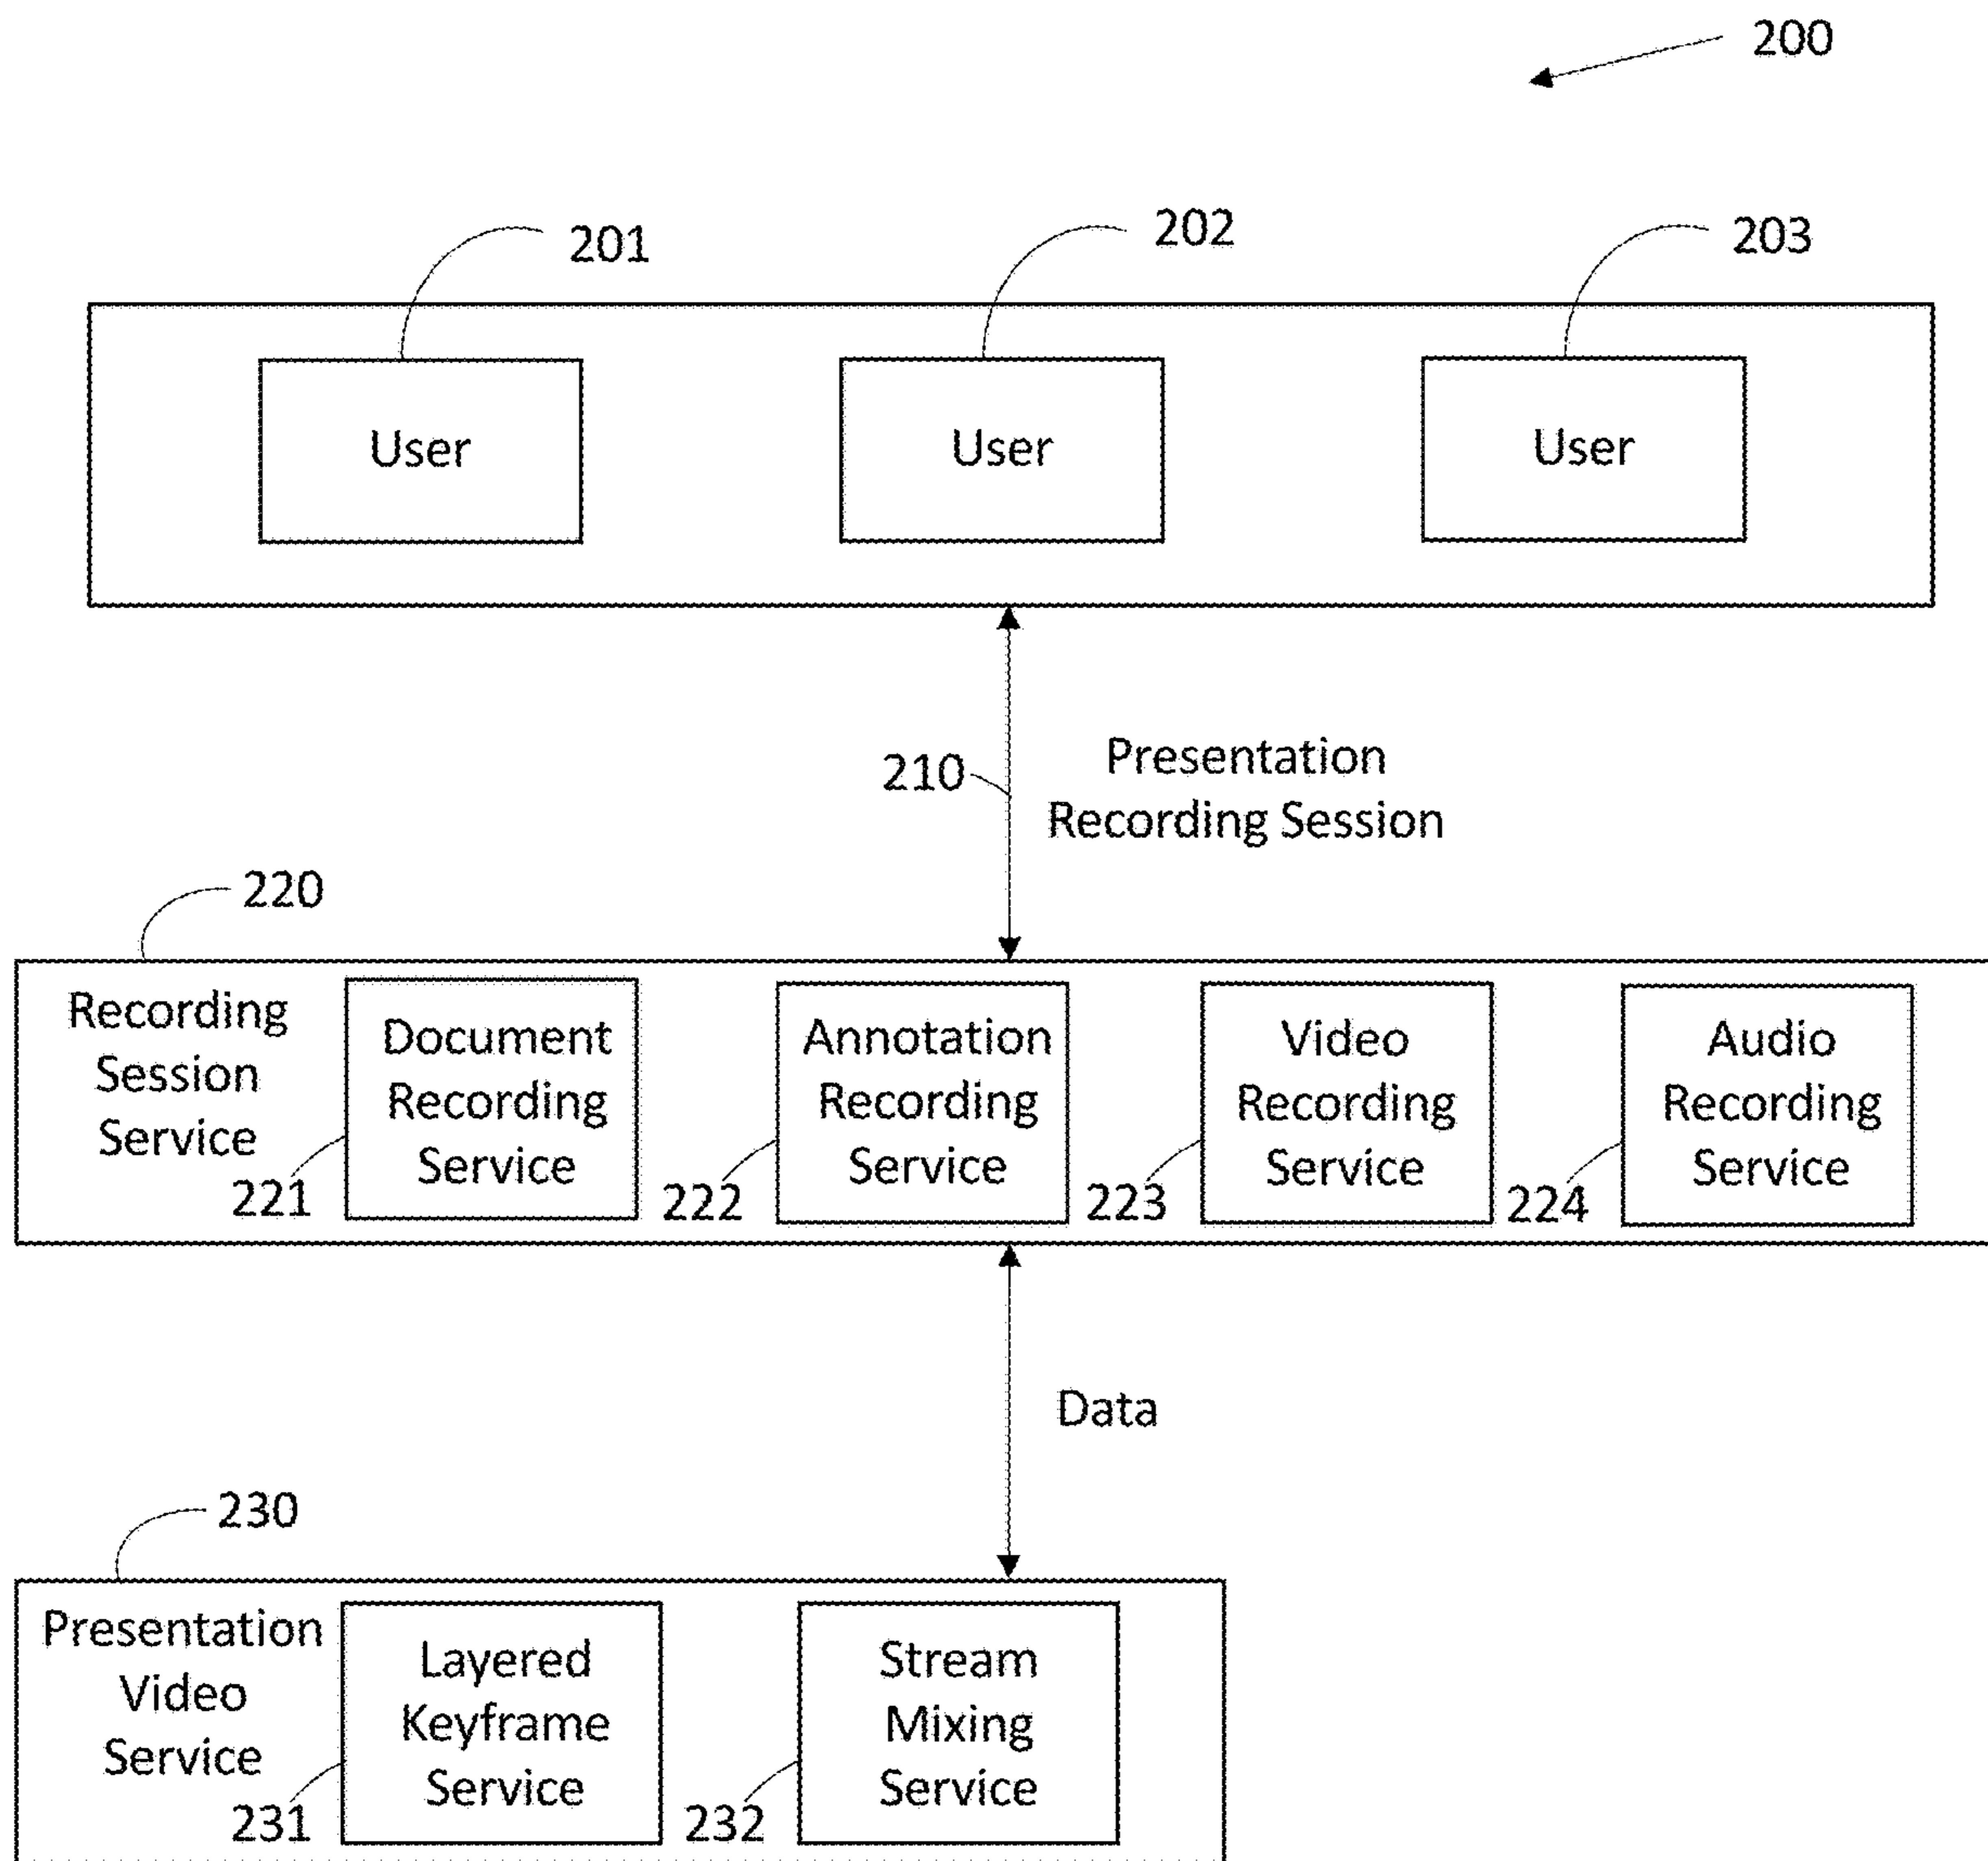 200
201
202
203
User
User
User
210
Presentation
Recording Session
220
Recording
Session
Service
221
Document
Recording
Service
222
Annotation
Recording
Service
223
Video
Recording
Service
224
Audio
Recording
Service
Data
230
Presentation
Video
Service
231
Layered
Keyframe
Service
232
Stream
Mixing
Service